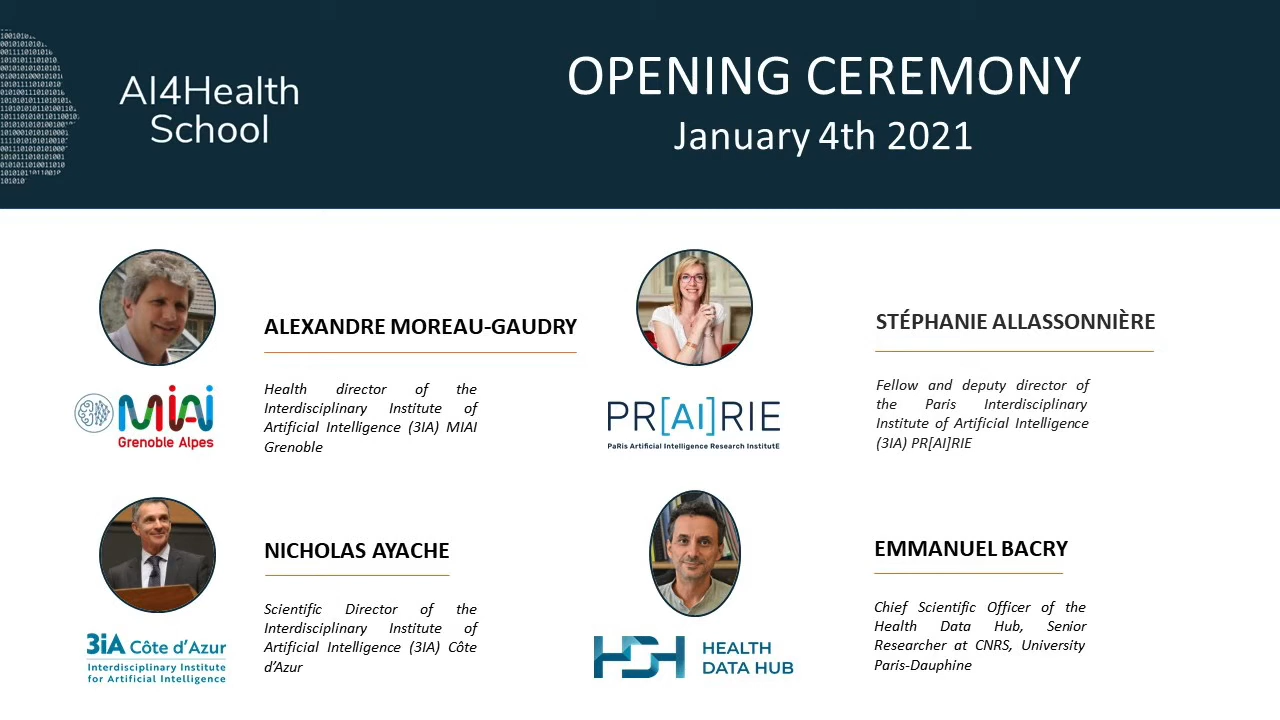 AI4Health
School
OPENING CEREMONY
January 4th 2021
ALEXANDRE MOREAU-GAUDRY
Health director of the
Interdisciplinary Institute of
Artificial Intelligence (3IA) MIAI
Grenoble
MIAI
Grenoble Alpes
STÉPHANIE ALLASSONNIÈRE
Fellow and deputy director of
the Paris Interdisciplinary
Institute of Artificial Intelligence
(3IA) PR[AI]RIE
PR[AI]RIE
PaRis Artificial Intelligence Research InstitutE
NICHOLAS AYACHE
Scientific Director of the
Interdisciplinary Institute of
Artificial Intelligence (3IA) Côte
d'Azur
3iA Côte d'Azur
Interdisciplinary Institute
for Artificial Intelligence
EMMANUEL BACRY
Chief Scientific Officer of the
Health Data Hub, Senior
Researcher at CNRS, University
Paris-Dauphine
HDH
HEALTH
DATA HUB